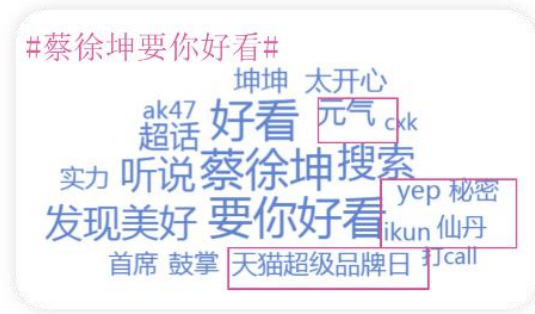 #蔡徐坤要你好看#
坤坤 太开心
ak47 好看 元气 cxk
超话
实力 听说 蔡徐坤 搜索
yep 秘密
发现美好 要你好看 ikun 仙丹
首席 鼓掌 天猫超级品牌日 打call